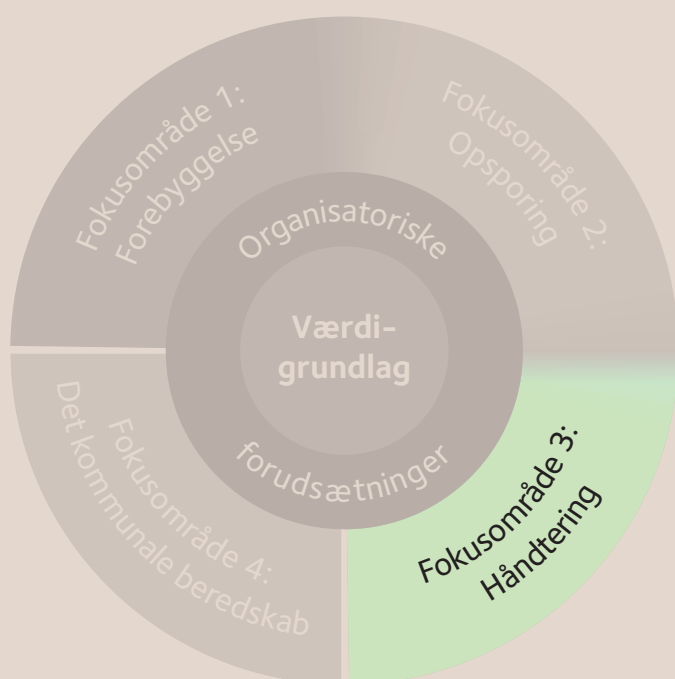 Fokusområde 1:
Forebyggelse
Fokusområde 2:
Opsporing
Organisatoriske
Værdi-
grundlag
forudsætninger
Fokusområde 3:
Håndtering
Fokusområde 4:
Det kommunale beredskab